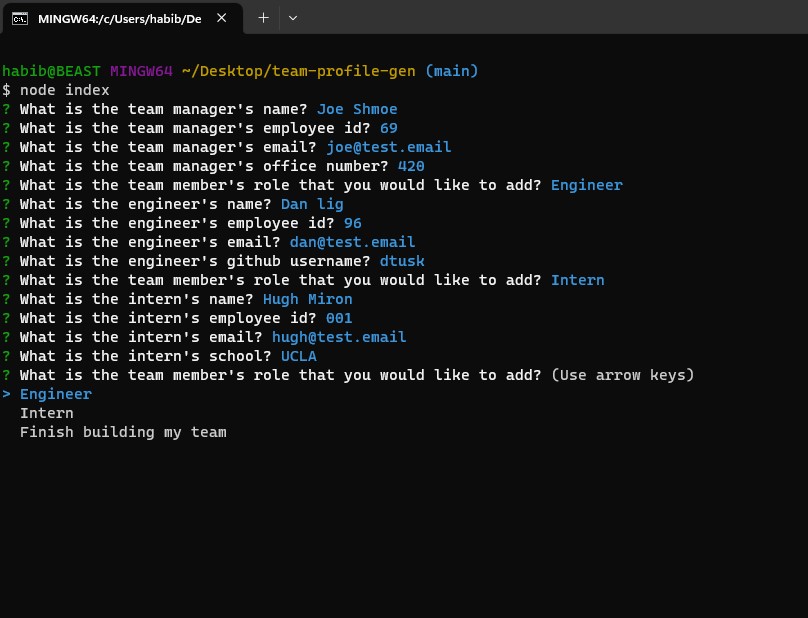 MINGW64:/c/Users/habib/De
habib@BEAST MINGW64 ~/Desktop/team-profile-gen (main)
$ node index
? What is the team manager's name? Joe Shmoe
? What is the team manager's employee id? 69
? What is the team manager's email? joe@test.email
? What is the team manager's office number? 420
? What is the team member's role that you would like to add? Engineer
? What is the engineer's name? Dan lig
? What is the engineer's employee id? 96
? What is the engineer's email? dan@test.email
? What is the engineer's github username? dtusk
? What is the team member's role that you would like to add? Intern
? What is the intern's name? Hugh Miron
? What is the intern's employee id? 001
? What is the intern's email? hugh@test.email
? What is the intern's school? UCLA
? What is the team member's role that you would like to add? (Use arrow keys)
> Engineer
  Intern
  Finish building my team